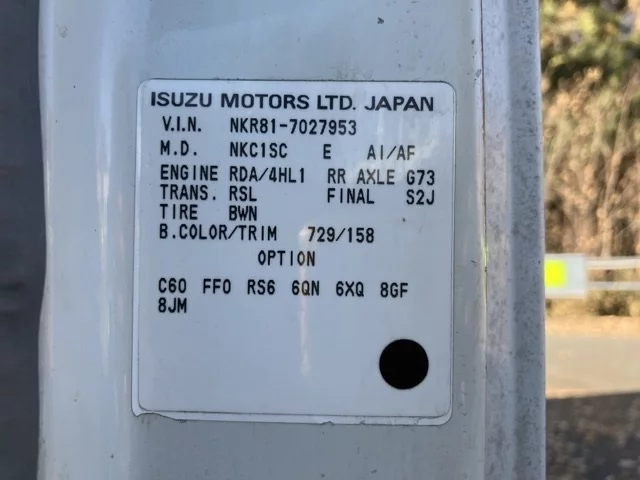 ISUZU MOTORS LTD. JAPAN
V.I.N. NKR81-7027953
M.D. NKC1SC E AI/AF
ENGINE RDA/4HL1 RR AXLE G73
TRANS. RSL FINAL S2J
TIRE BWN
B.COLOR/TRIM 729/158
OPTION
C60 FF0 RS6 6QN 6XQ 8GF
8JM